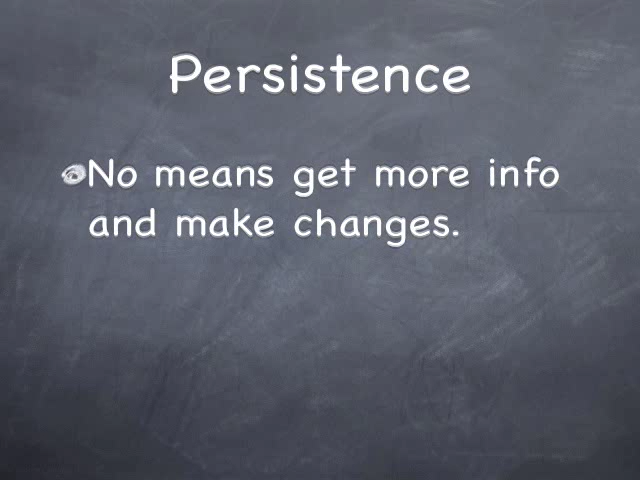 Persistence
No means get more info
and make changes.